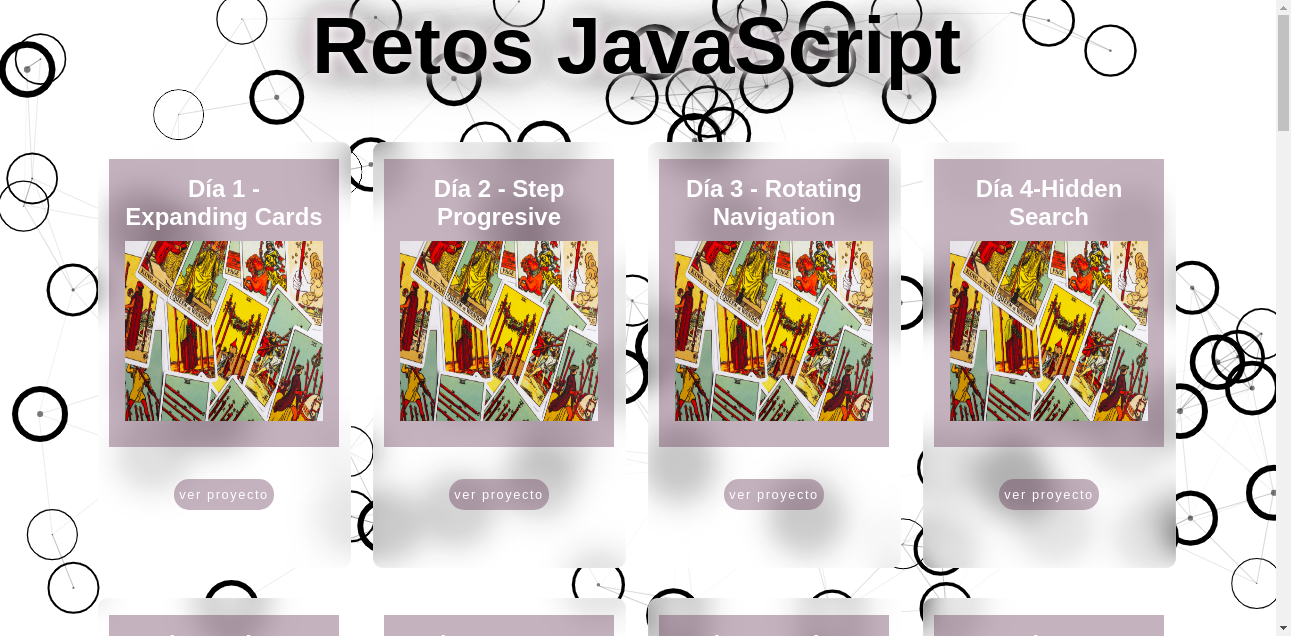 Retos JavaScript
Día 1 -
Expanding Cards
Día 2 - Step
Progresive
Día 3 - Rotating
Navigation
Día 4-Hidden
Search
ver proyecto
ver proyecto
ver proyecto
ver proyecto